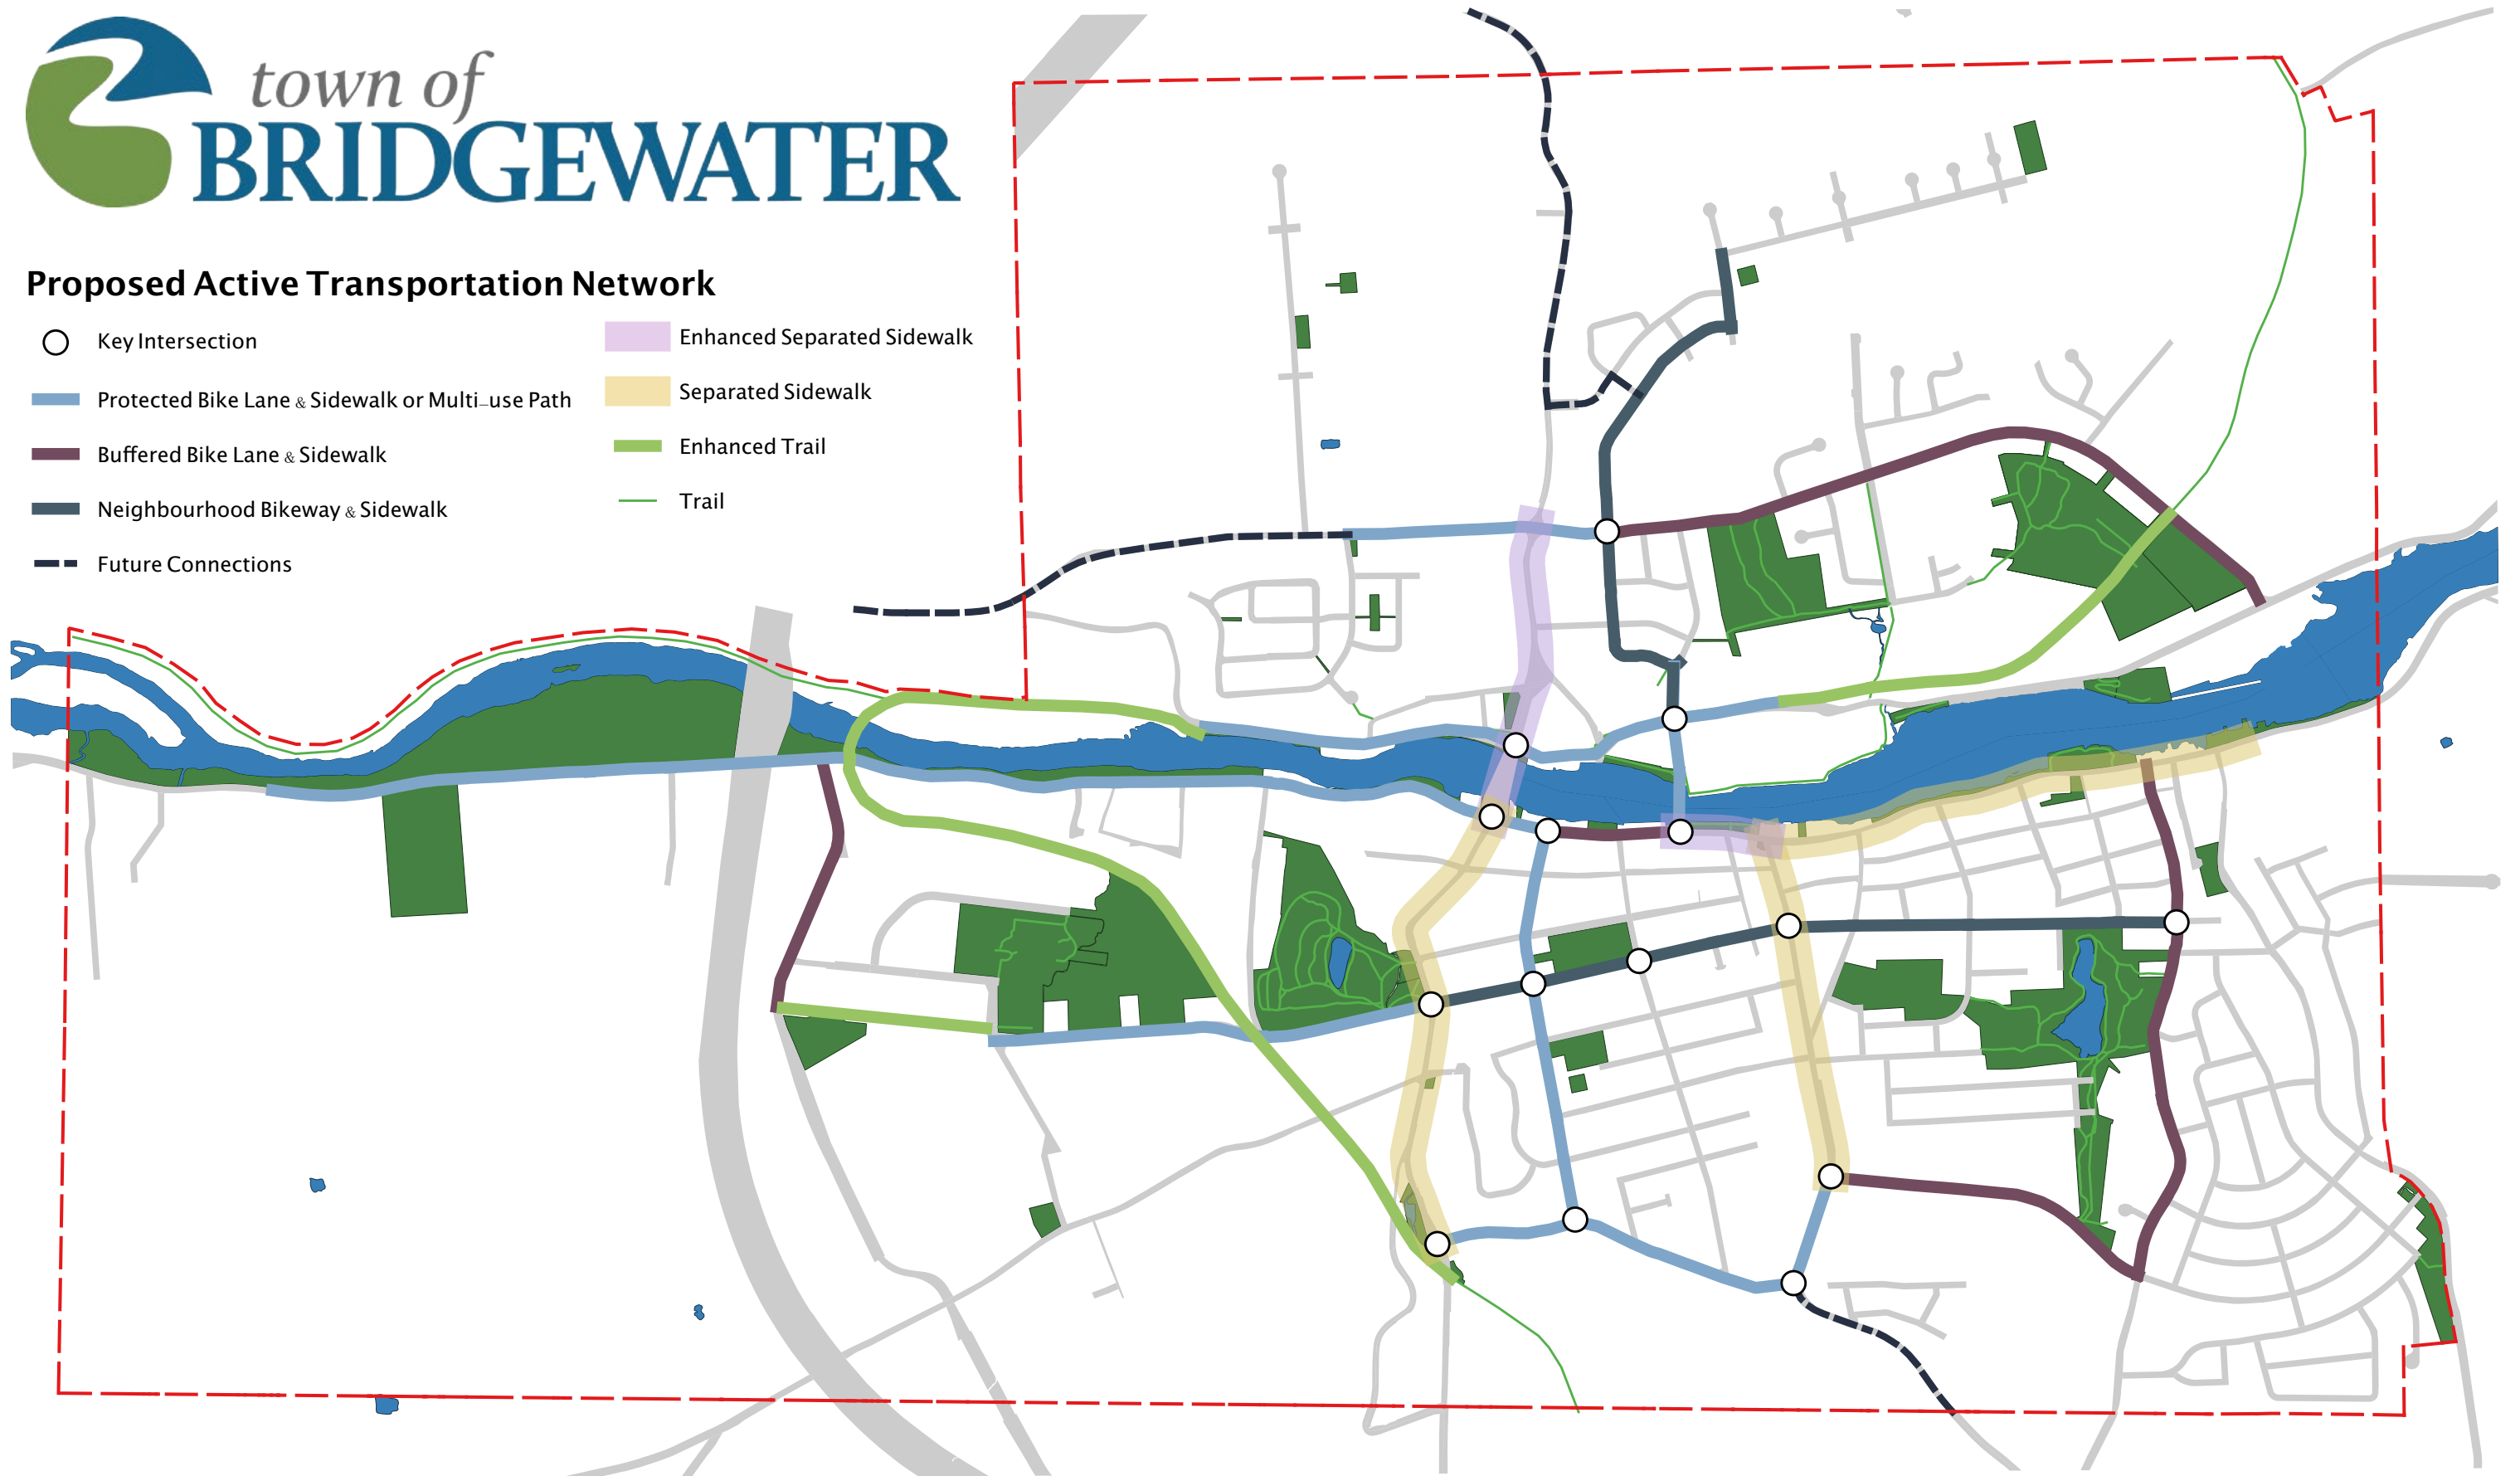 town of
BRIDGEWATER
Proposed Active Transportation Network
Key Intersection
Protected Bike Lane & Sidewalk or Multi-use Path
Buffered Bike Lane & Sidewalk
Neighbourhood Bikeway & Sidewalk
Future Connections
Enhanced Separated Sidewalk
Separated Sidewalk
Enhanced Trail
Trail